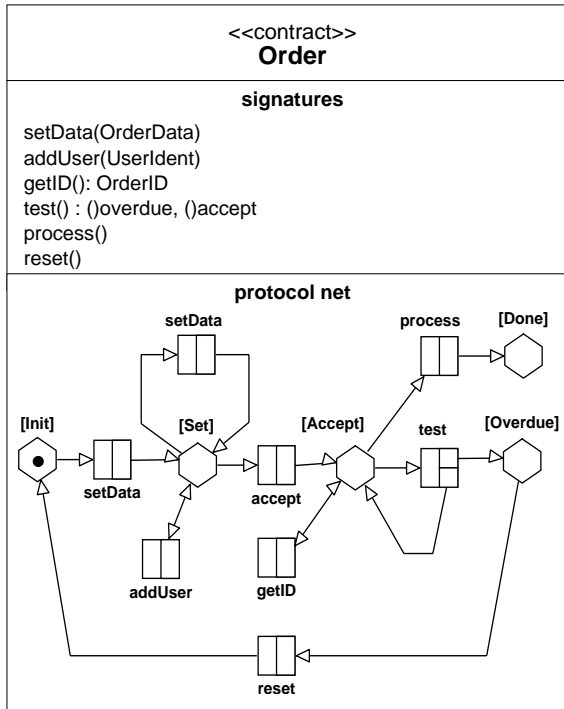 <<contract>>
Order
signatures
setData(OrderData)
addUser(UserIdent)
getID(): OrderID
test() : ()overdue, ()accept
process()
reset()
protocol net
setData
process
[Done]
[Init]
[Set]
[Accept]
test
[Overdue]
setData
accept
addUser
getID
reset